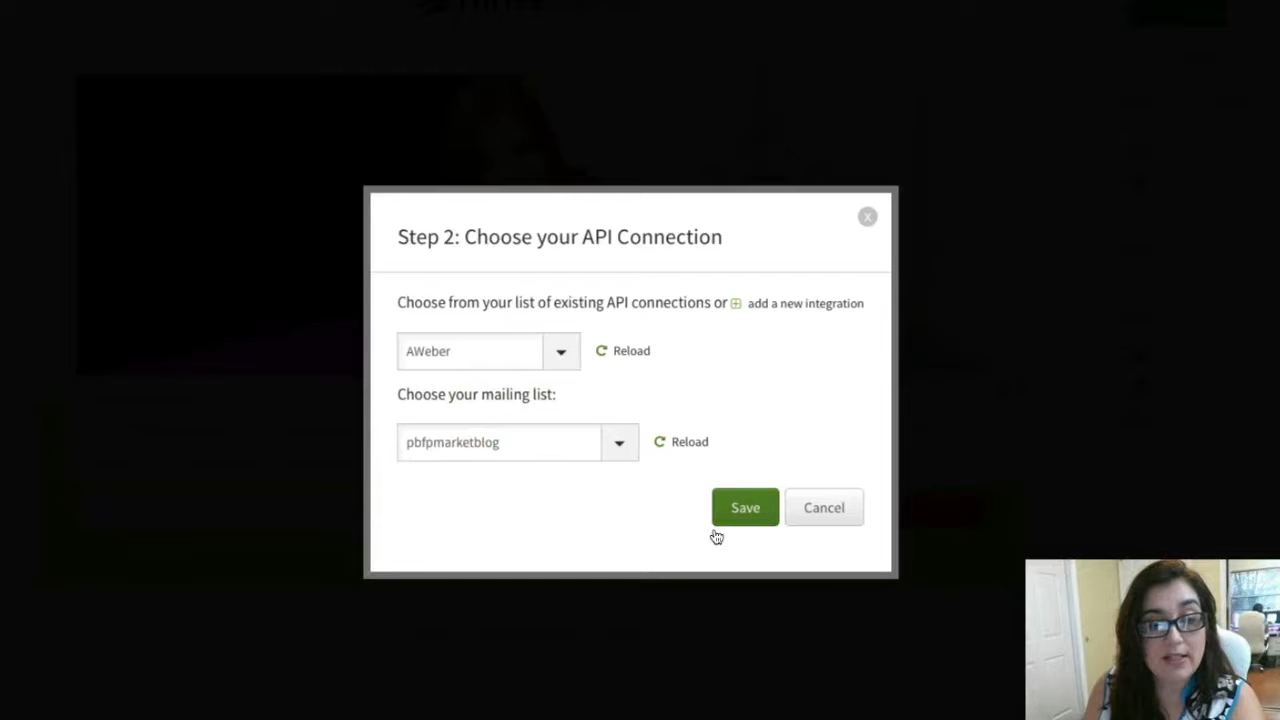 x
Step 2: Choose your API Connection
Choose from your list of existing API connections or add a new integration
AWeber Reload
Choose your mailing list:
pbfpmarketblog Reload
Save Cancel